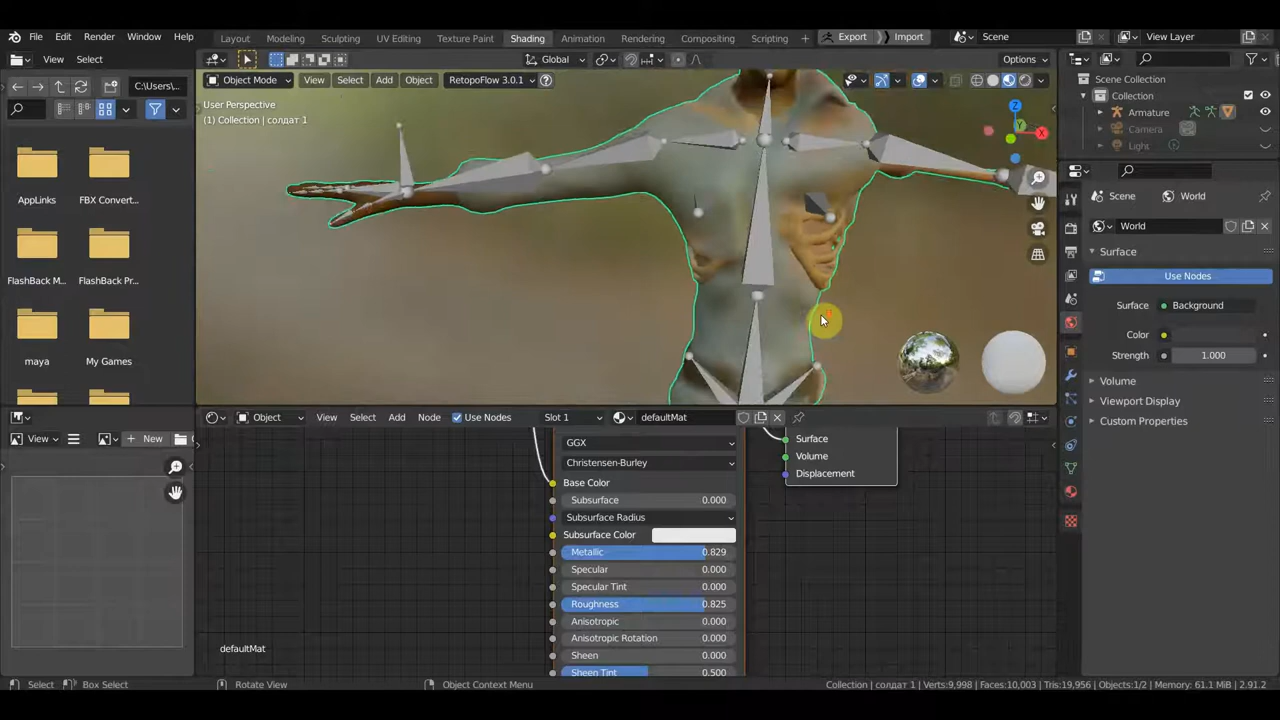 File Edit Render Window Help
Layout Modeling Sculpting UV Editing Texture Paint Shading Animation Rendering Compositing Scripting + Export Import Scene View Layer
View Select Global Options
C:\Users\... Object Mode View Select Add Object RetopoFlow 3.0.1
User Perspective
(1) Collection | солдат 1
Scene Collection
Collection
Armature
Camera
Light
AppLinks FBX Convert...
FlashBack M... FlashBack Pr...
maya My Games
Scene World
World
Surface
Use Nodes
Surface Background
Color
Strength 1.000
Volume
Viewport Display
Custom Properties
X
Y
Z
Object View Select Add Node Use Nodes Slot 1 defaultMat
View New
GGX
Christensen-Burley
Base Color
Subsurface 0.000
Subsurface Radius
Subsurface Color
Metallic 0.829
Specular 0.000
Specular Tint 0.000
Roughness 0.825
Anisotropic 0.000
Anisotropic Rotation 0.000
Sheen 0.000
Sheen Tint 0.500
Surface
Volume
Displacement
defaultMat
Select Box Select Rotate View Object Context Menu Collection | солдат 1 | Verts:9,998 | Faces:10,003 | Tris:19,956 | Objects:1/2 | Memory: 61.1 MiB | 2.91.2